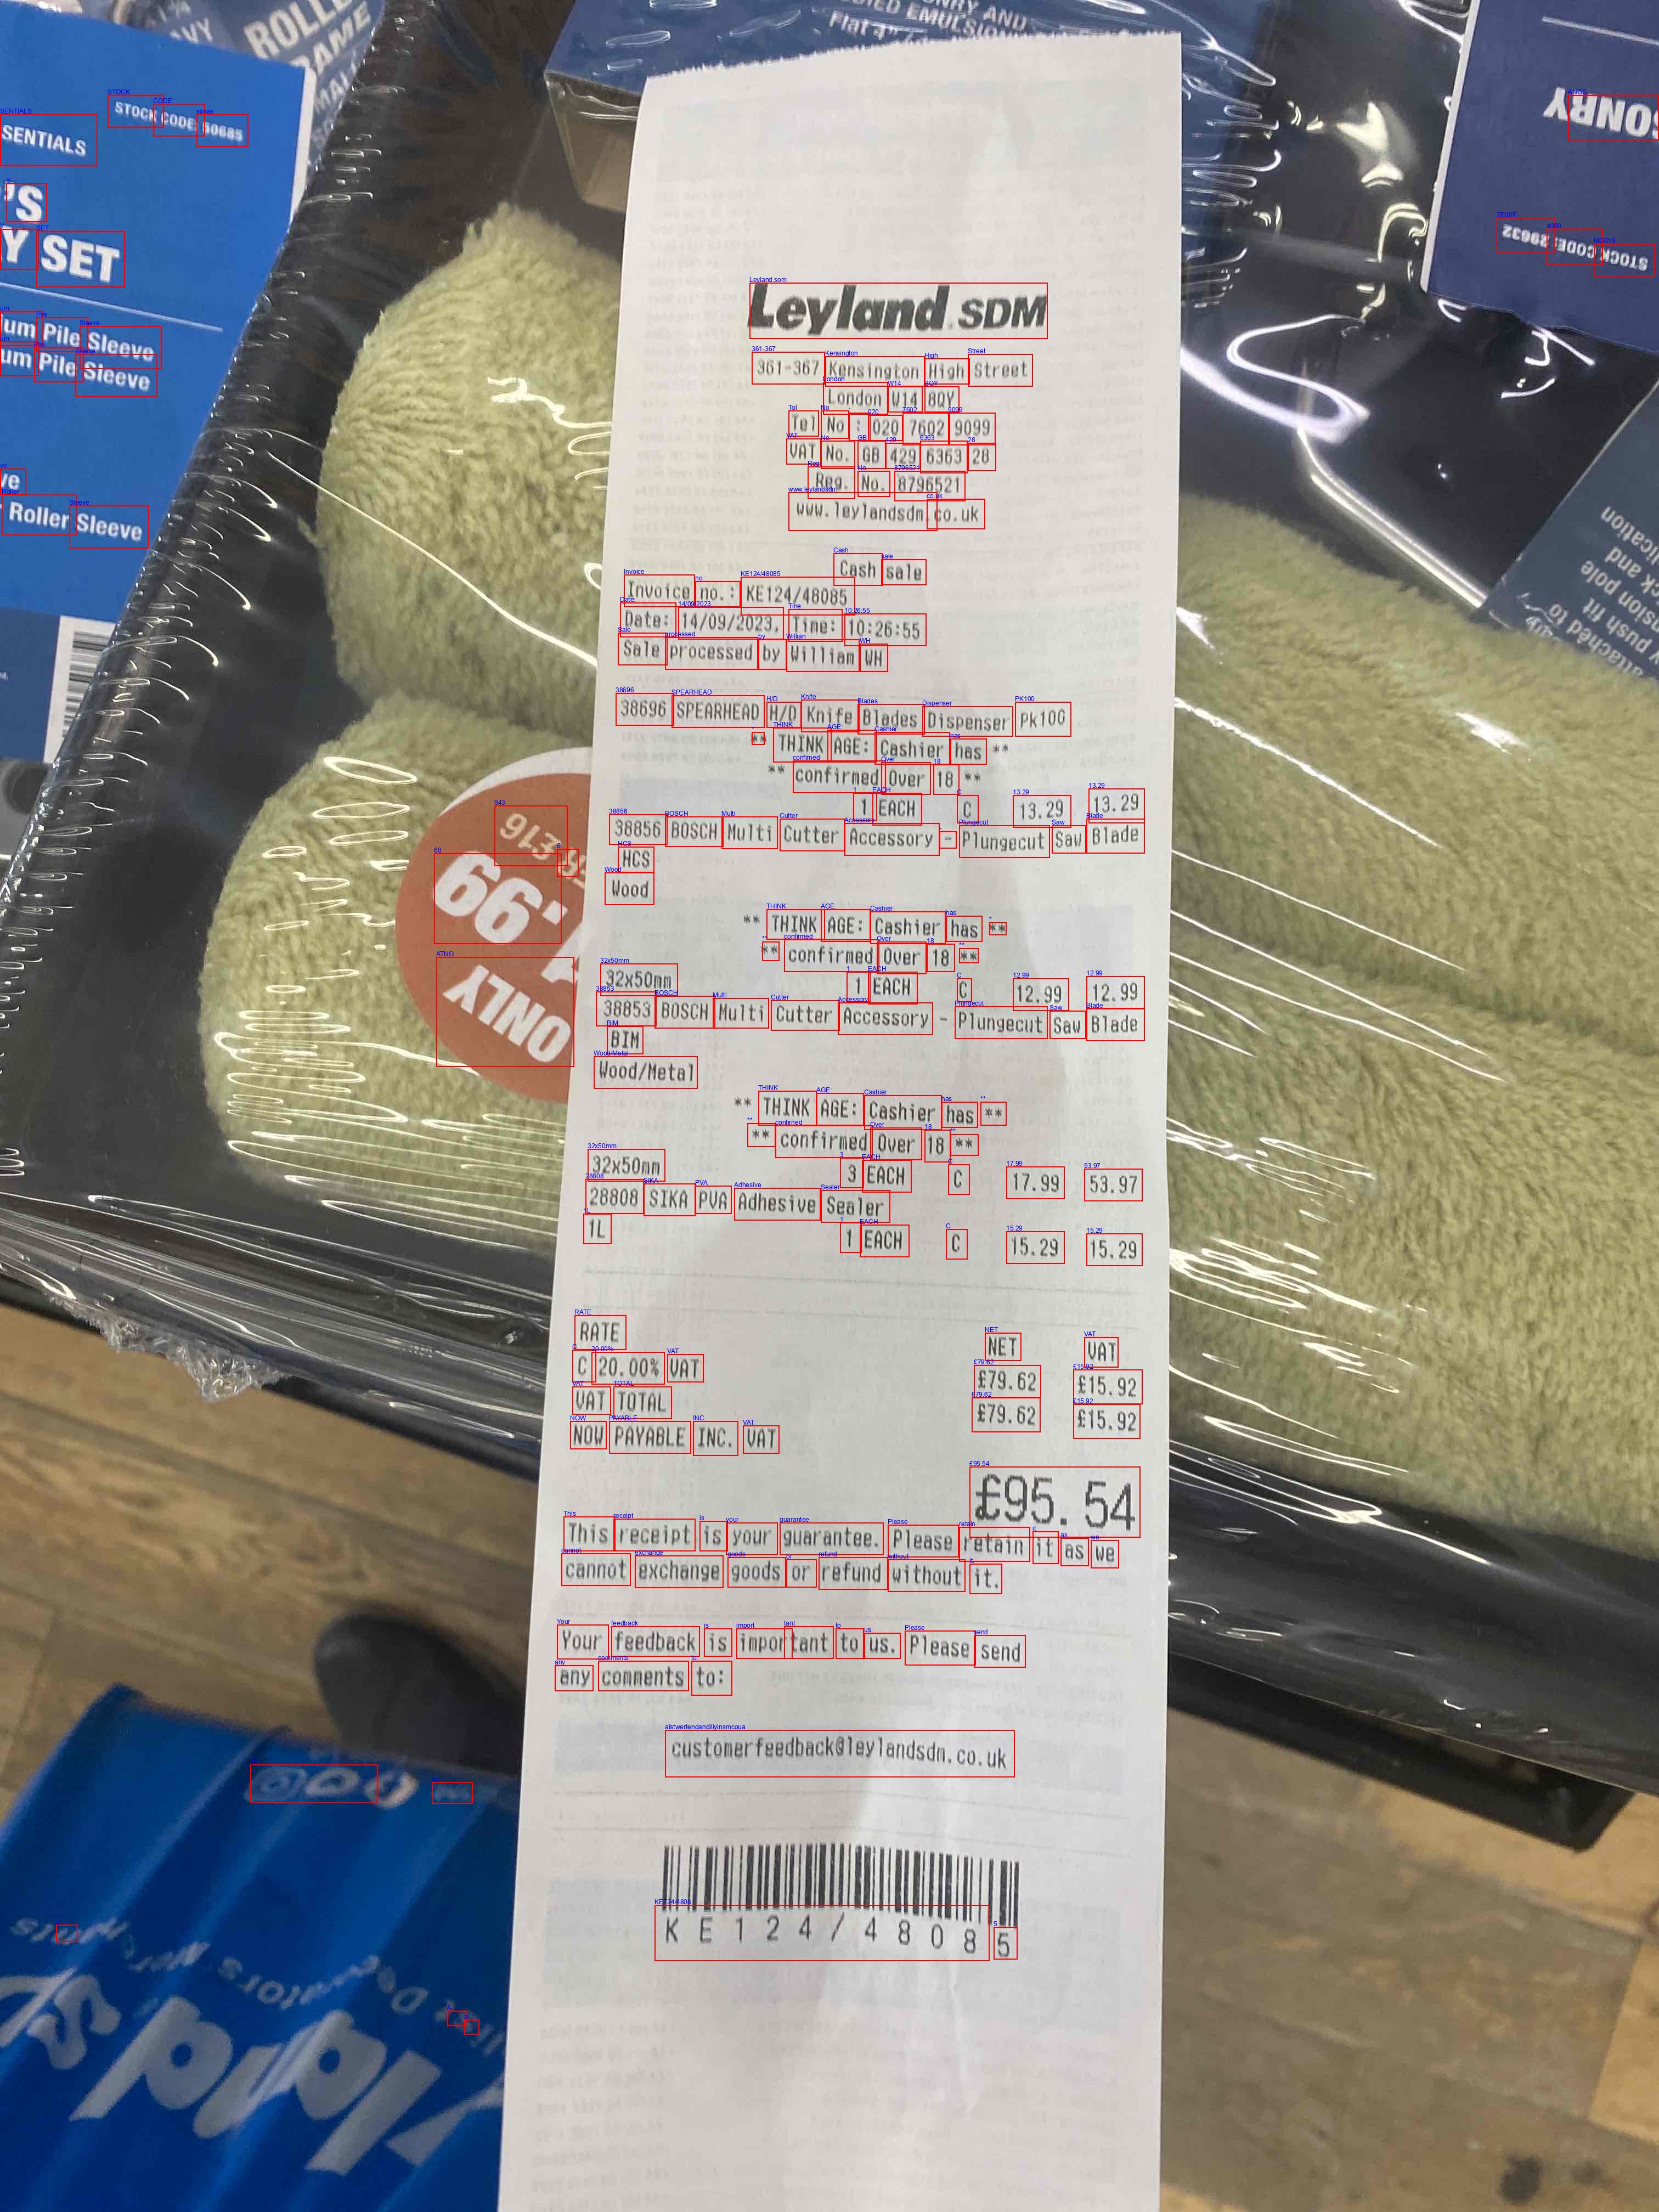 Leyland SDM
361-367 Kensington High Street
London W14 8QY
Tel No : 020 7602 9099
VAT No. GB 429 6363 28
Reg. No. 8796521
www.leylandsdm.co.uk
Cash sale
Invoice no.: KE124/48085
Date: 14/09/2023, Time: 10:26:55
Sale processed by William WH
38696 SPEARHEAD H/D Knife Blades Dispenser Pk100
** THINK AGE: Cashier has **
** confirmed Over 18 **
1 EACH C 13.29 13.29
38856 BOSCH Multi Cutter Accessory - Plungecut Saw Blade
HCS
Wood
** THINK AGE: Cashier has **
** confirmed Over 18 **
32x50mm 1 EACH C 12.99 12.99
38853 BOSCH Multi Cutter Accessory - Plungecut Saw Blade
BIM
Wood/Metal
** THINK AGE: Cashier has **
** confirmed Over 18 **
32x50mm 3 EACH C 17.99 53.97
28808 SIKA PVA Adhesive Sealer
1L 1 EACH C 15.29 15.29
RATE NET VAT
C 20.00% VAT £79.62 £15.92
VAT TOTAL £79.62 £15.92
NOW PAYABLE INC. VAT
£95.54
This receipt is your guarantee. Please retain it as we
cannot exchange goods or refund without it.
Your feedback is important to us. Please send
any comments to:
customerfeedback@leylandsdm.co.uk
KE124/48085
STOCK CODE: 50685
SENTIALS
'S
Y SET
um Pile Sleeve
um Pile Sleeve
ve
Roller Sleeve
ONLY
.99
STOCK CODE: 29632
ONRY